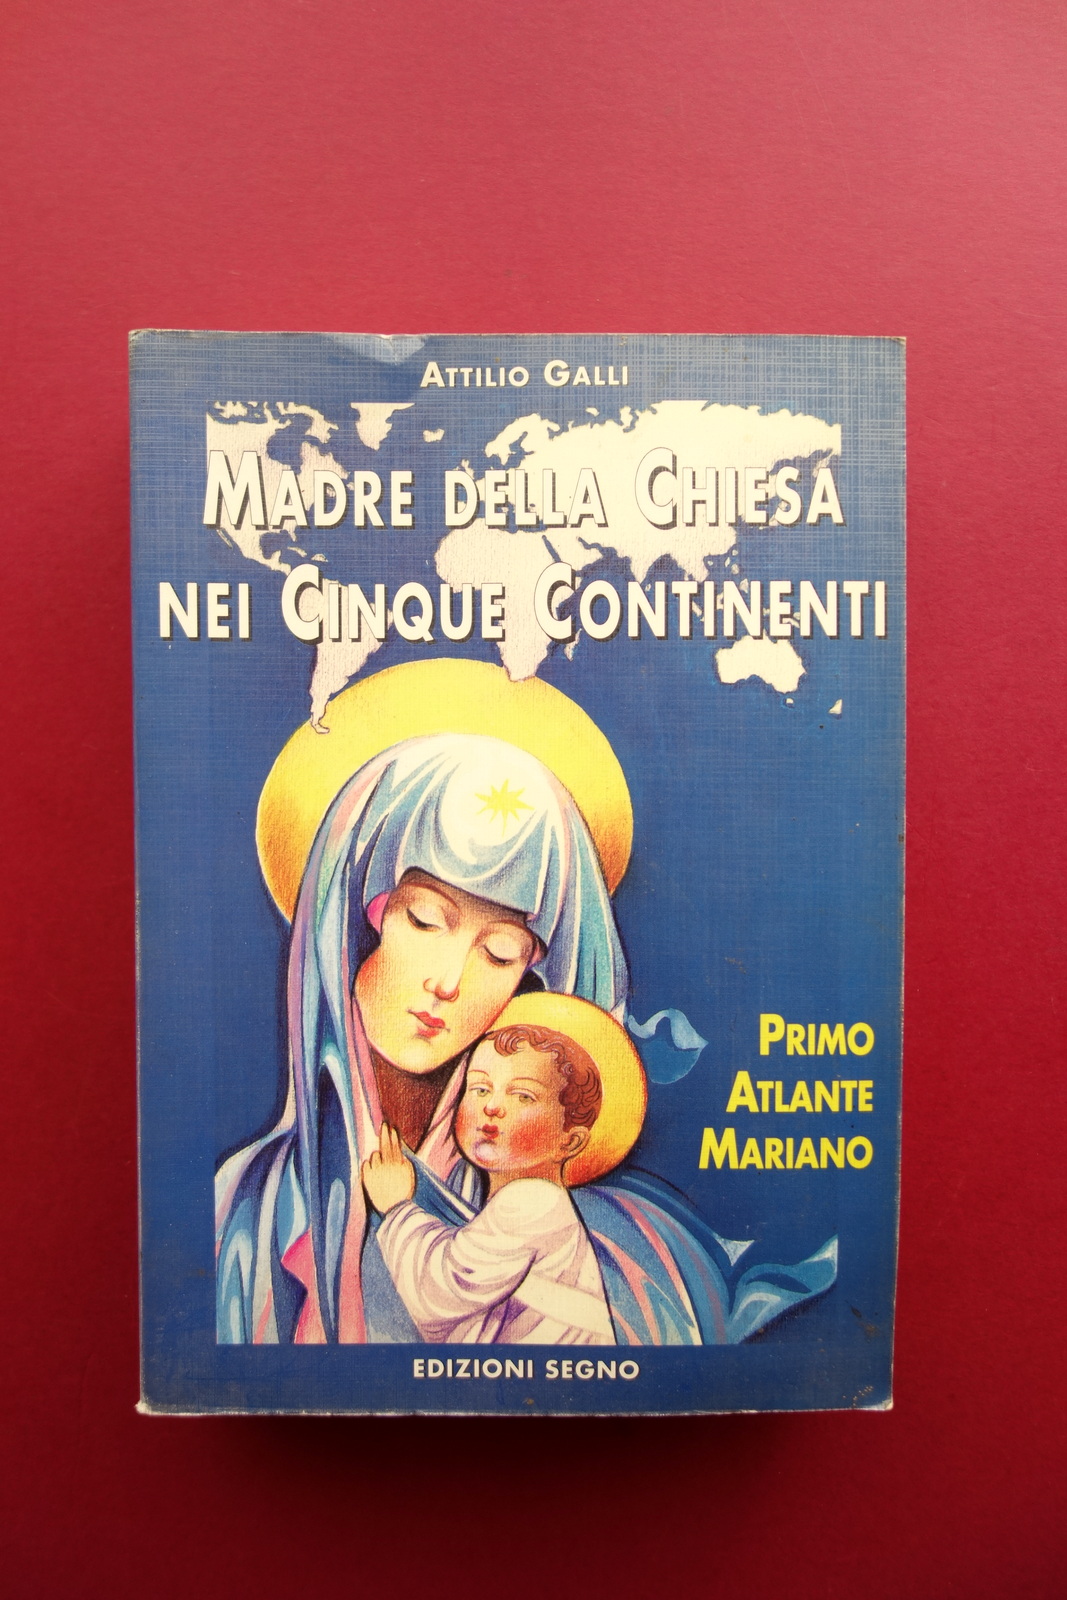 ATTILIO GALLI
MADRE DELLA CHIESA
NEI CINQUE CONTINENTI
PRIMO
ATLANTE
MARIANO
EDIZIONI SEGNO